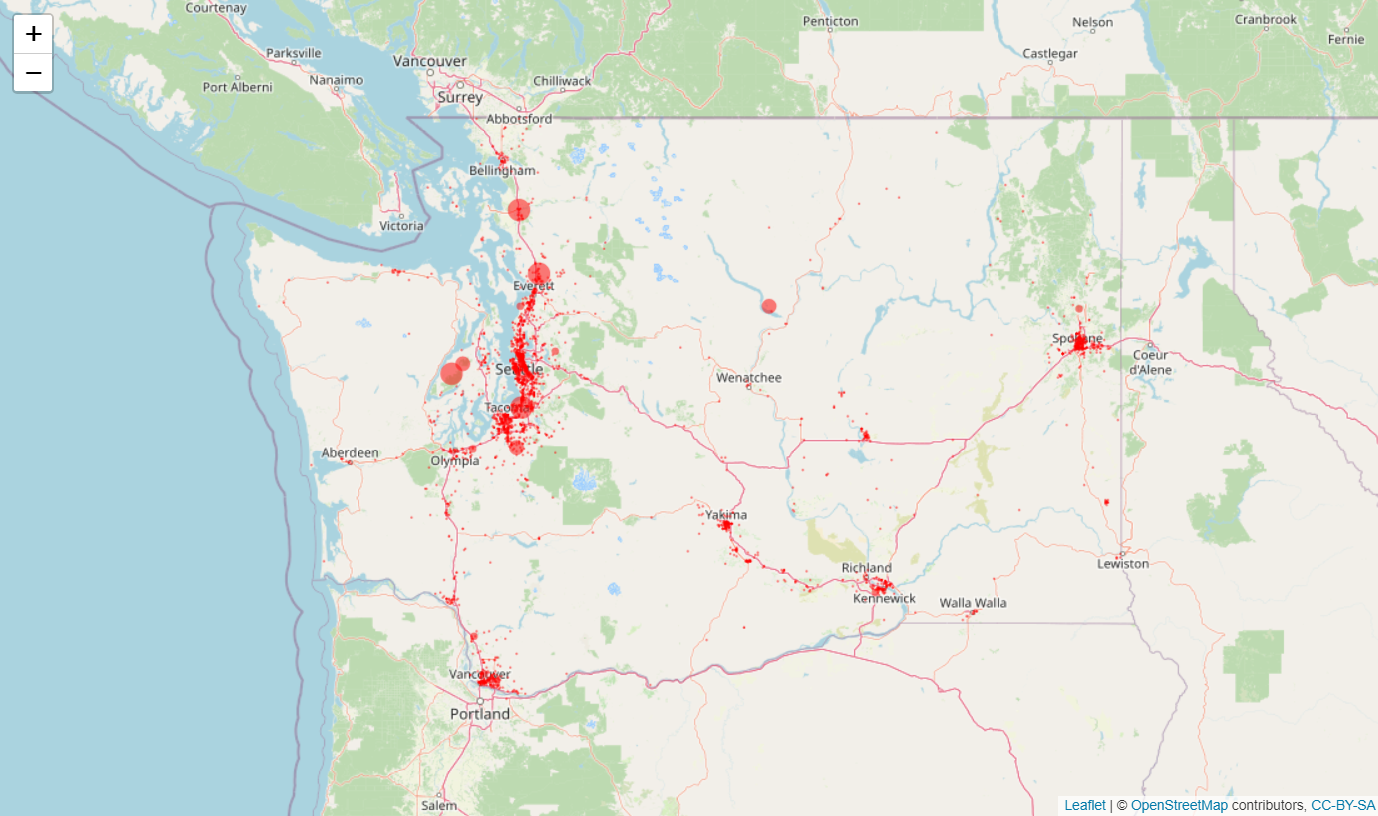 Courtenay
Penticton
Nelson
Cranbrook
Fernie
+
−
Parksville
Vancouver
Castlegar
Port Alberni
Nanaimo
Chilliwack
Surrey
Abbotsford
Bellingham
Victoria
Everett
Spokane
Seattle
Coeur
d'Alene
Wenatchee
Tacoma
Aberdeen
Olympia
Yakima
Lewiston
Richland
Kennewick
Walla Walla
Vancouver
Portland
Salem
Leaflet | © OpenStreetMap contributors, CC-BY-SA